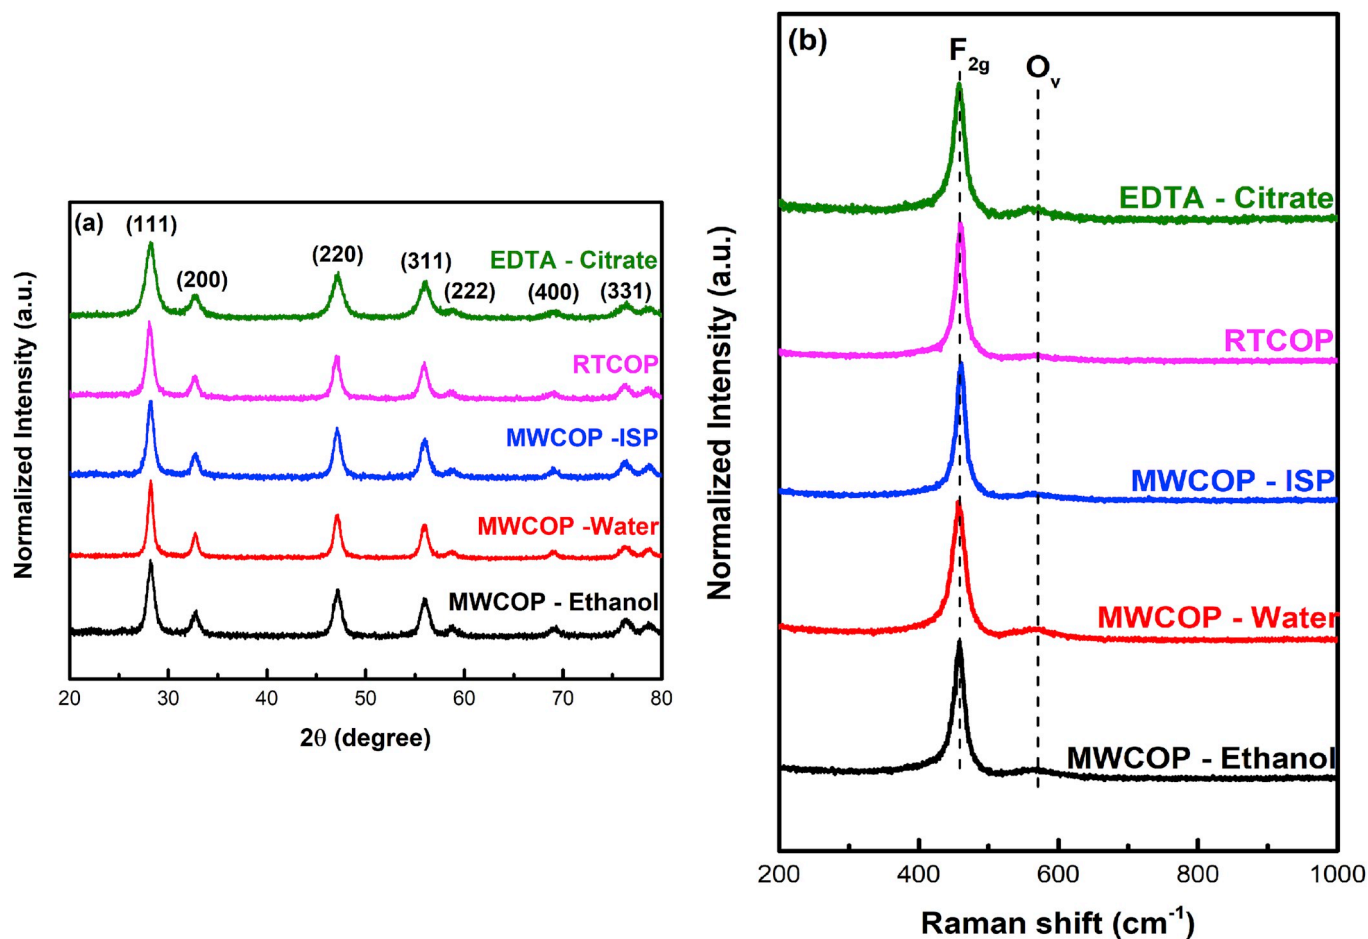 (a)
(111)
(200)
(220)
(311)
(222)
(400)
(331)
EDTA - Citrate
RTCOP
MWCOP -ISP
MWCOP -Water
MWCOP - Ethanol
Normalized Intensity (a.u.)
20 30 40 50 60 70 80
2θ (degree)
(b)
F2g
Ov
EDTA - Citrate
RTCOP
MWCOP - ISP
MWCOP - Water
MWCOP - Ethanol
Normalized Intensity (a.u.)
200 400 600 800 1000
Raman shift (cm-1)